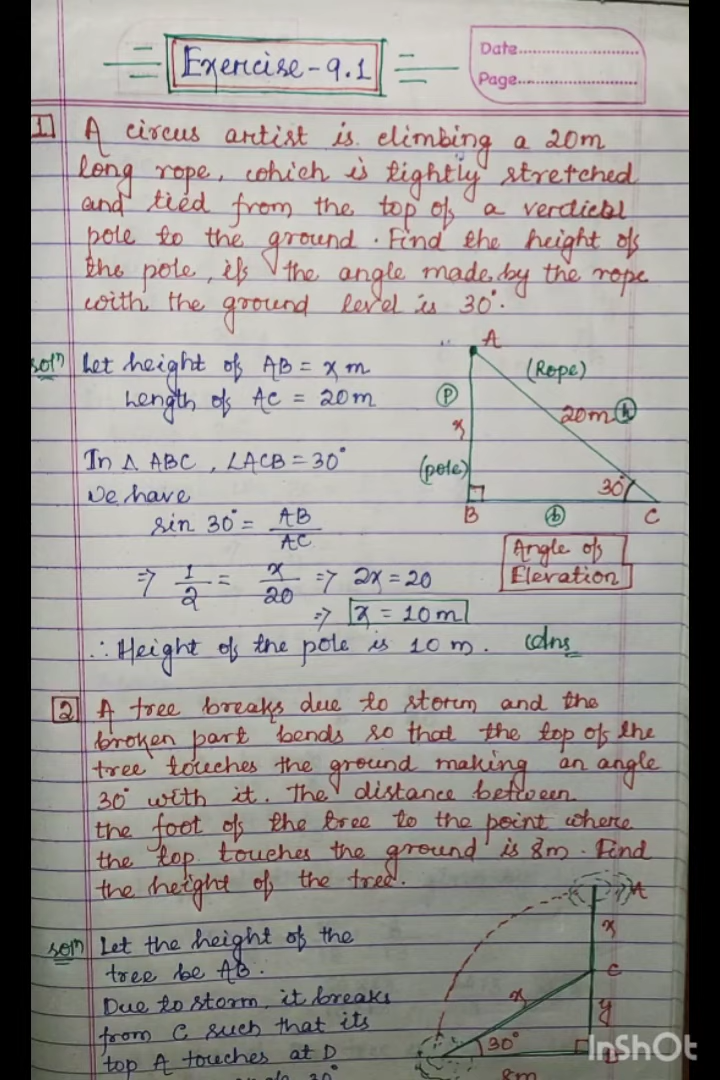 Exercise-9.1
Date
Page
1 A circus artist is climbing a 20m
long rope, which is tightly stretched
and tied from the top of a verticl
pole to the ground. Find the height of
the pole, if the angle made by the rope
with the ground level is 30°.
Soln Let height of AB = x m
Length of AC = 20m
In △ ABC, ∠ACB = 30°
we have
sin 30° = AB/AC
⇒ 1/2 = x/20 ⇒ 2x = 20
⇒ x = 10 m
∴ Height of the pole is 10 m. Ans
A
(Rope)
P
20m h
x
(pole)
30°
B b C
Angle of
Elevation
2 A tree breaks due to storm and the
broken part bends so that the top of the
tree touches the ground making an angle
30° with it. The distance between
the foot of the tree to the point where
the top touches the ground is 8m. Find
the height of the tree.
Soln Let the height of the
tree be AB.
Due to storm, it breaks
from C such that its
top A touches at D
30°
A
x
C
x
y
30°
8m
InShOt